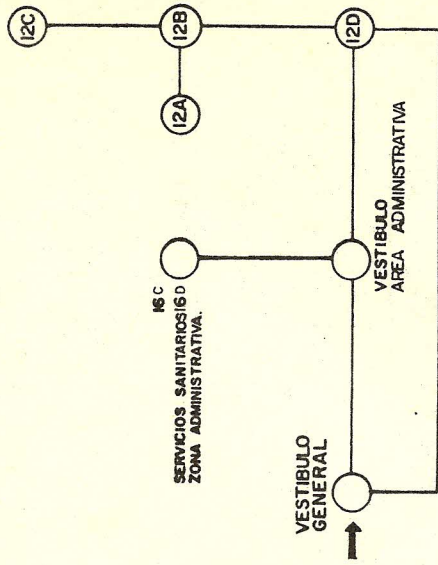 12C
12B
12D
12A
16C
SERVICIOS SANITARIOS 16D
ZONA ADMINISTRATIVA.
VESTIBULO
AREA ADMINISTRATIVA
VESTIBULO
GENERAL